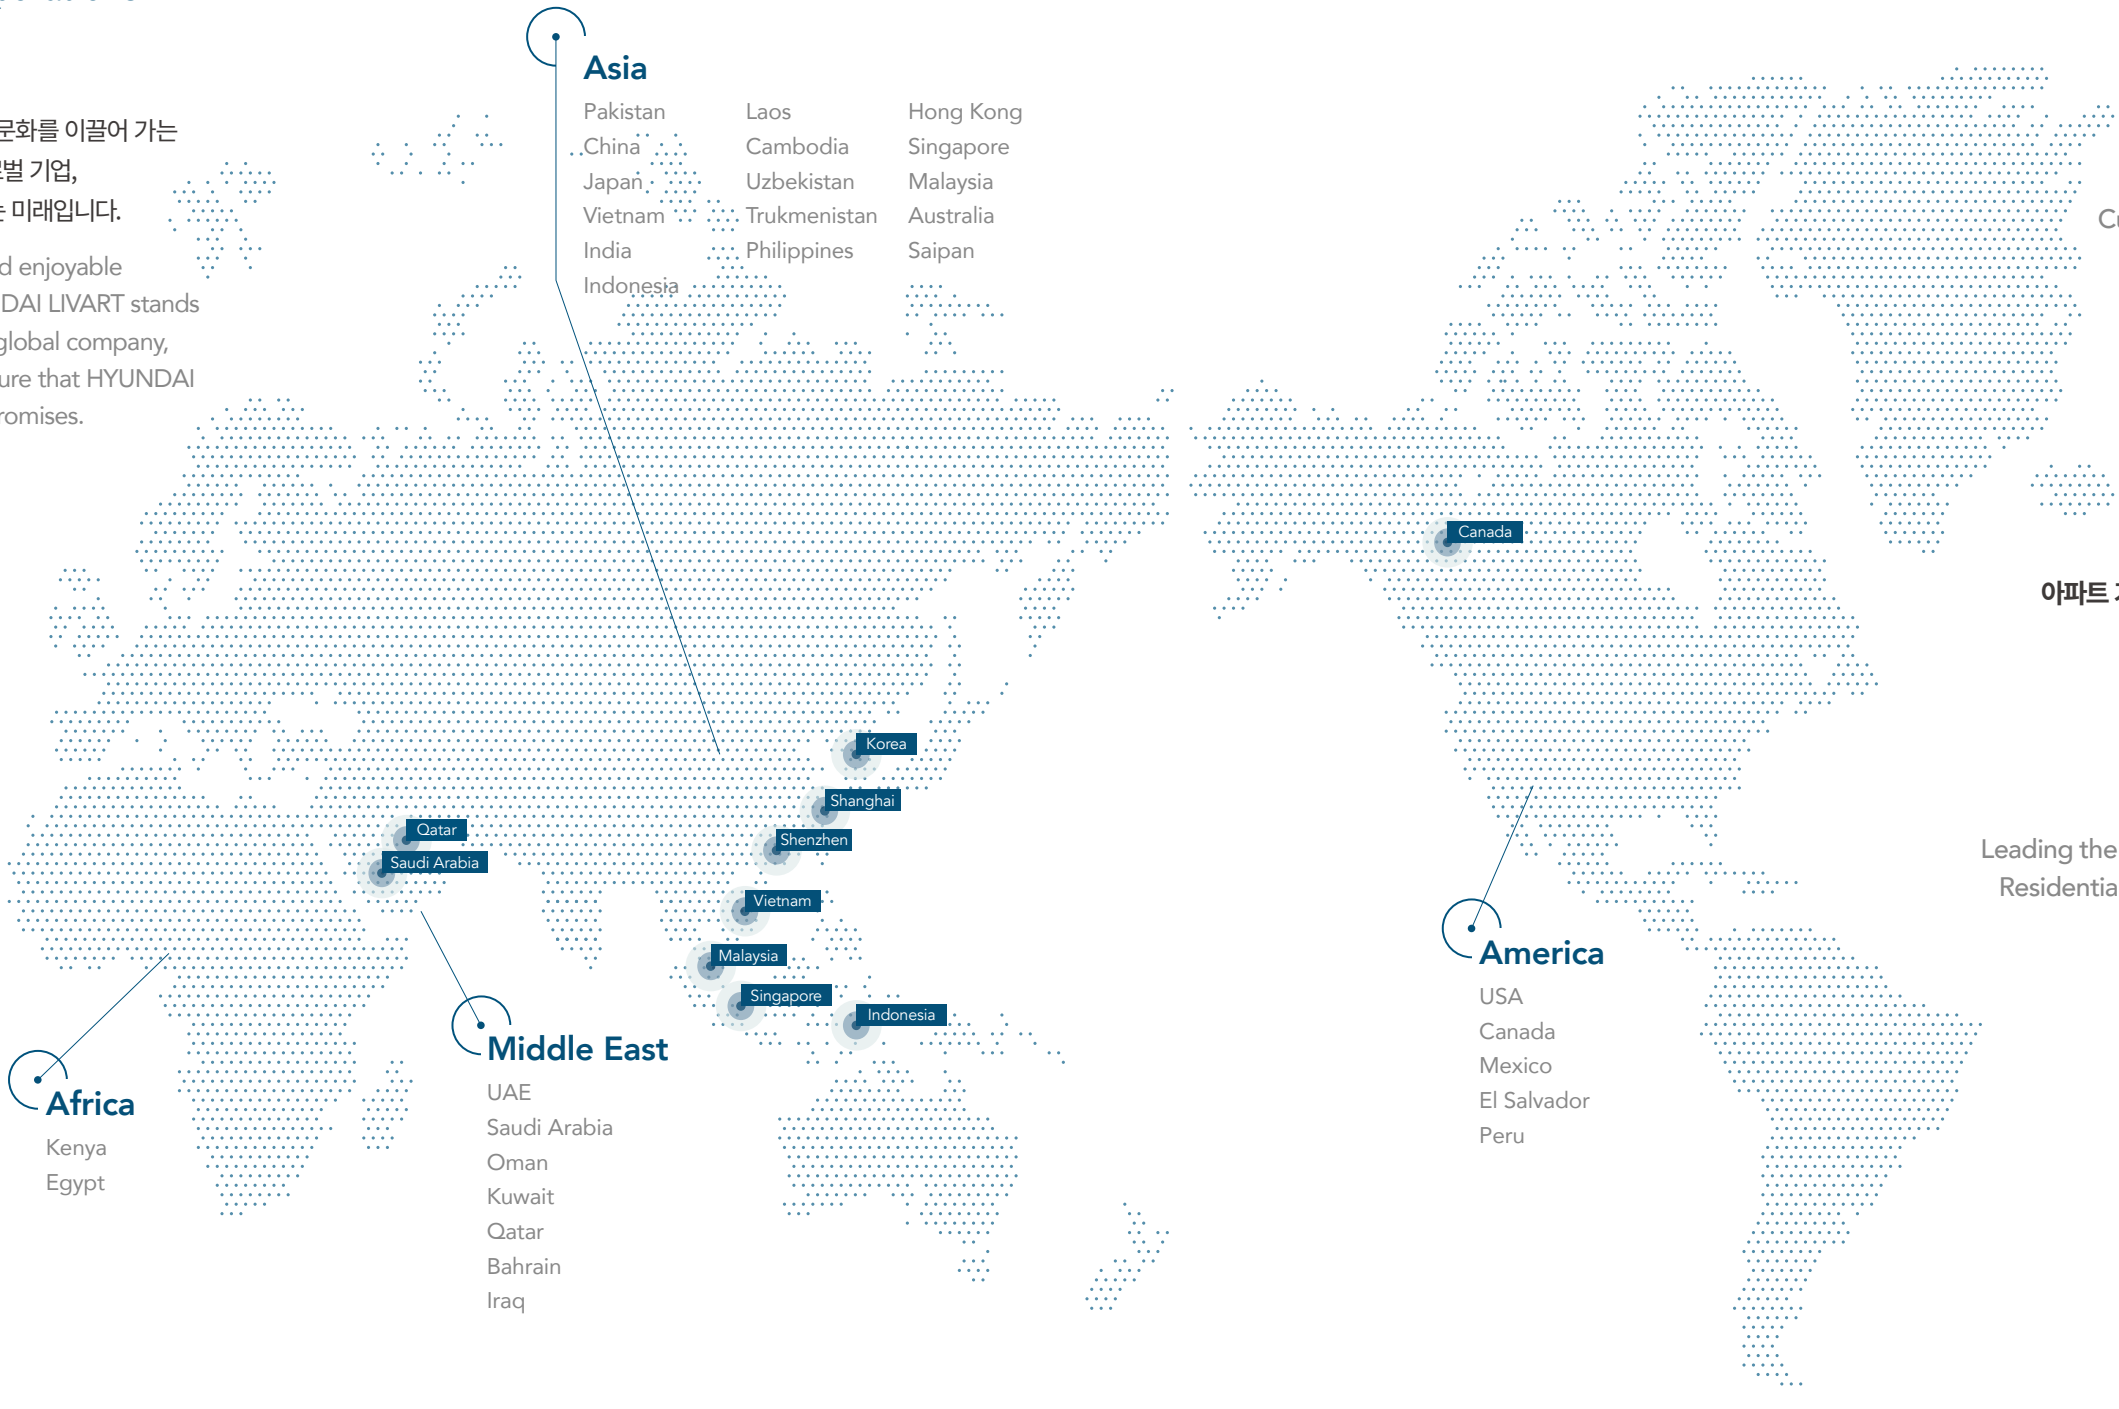 문화를 이끌어 가는
벌 기업,
미래입니다.
enjoyable
DAI LIVART stands
global company,
ure that HYUNDAI
romises.
Asia
Pakistan
China
Japan
Vietnam
India
Indonesia
Laos
Cambodia
Uzbekistan
Trukmenistan
Philippines
Hong Kong
Singapore
Malaysia
Australia
Saipan
Canada
Korea
Shanghai
Shenzhen
Qatar
Saudi Arabia
Vietnam
Malaysia
Singapore
Indonesia
Africa
Kenya
Egypt
Middle East
UAE
Saudi Arabia
Oman
Kuwait
Qatar
Bahrain
Iraq
America
USA
Canada
Mexico
El Salvador
Peru
아파트
Leading the
Residentia